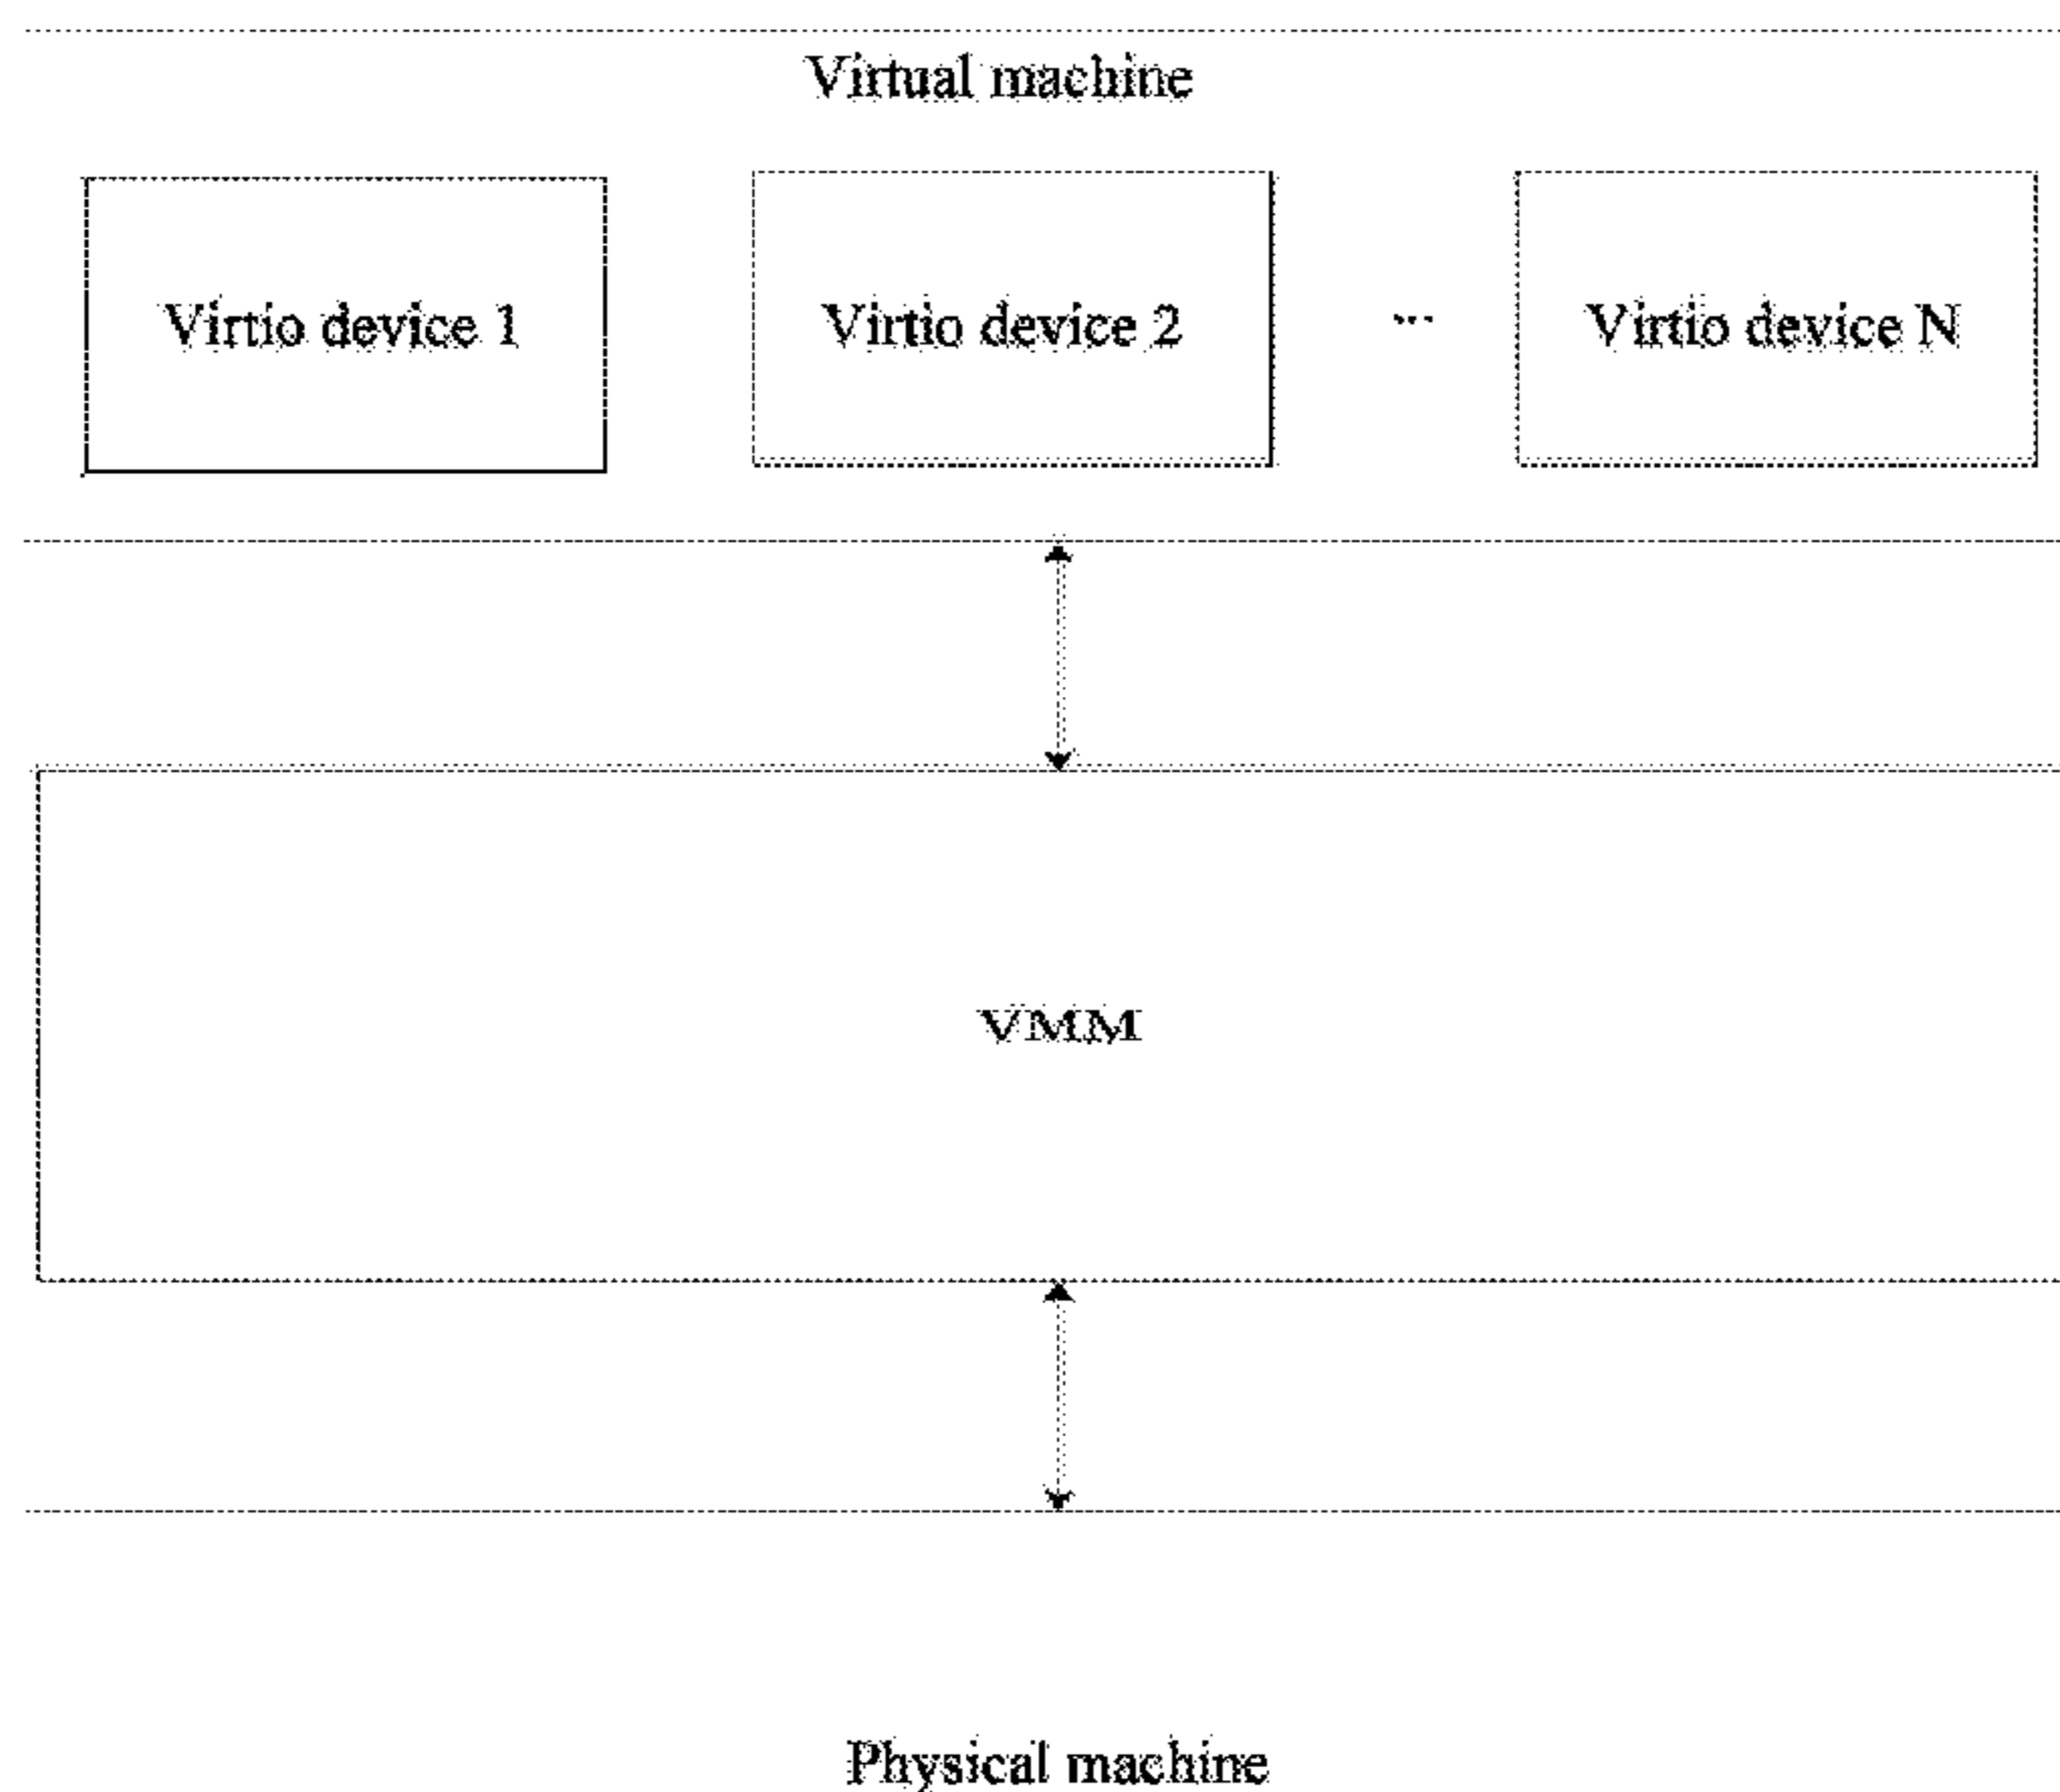 Virtual machine
Virtio device 1
Virtio device 2
...
Virtio device N
VMM
Physical machine